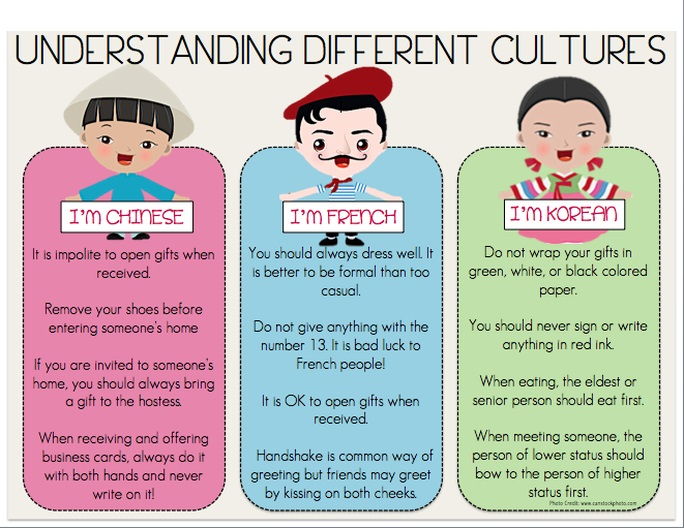 UNDERSTANDING DIFFERENT CULTURES
I'M CHINESE
It is impolite to open gifts when
received.
Remove your shoes before
entering someone's home
If you are invited to someone's
home, you should always bring
a gift to the hostess.
When receiving and offering
business cards, always do it
with both hands and never
write on it!
I'M FRENCH
You should always dress well. It
is better to be formal than too
casual.
Do not give anything with the
number 13. It is bad luck to
French people!
It is OK to open gifts when
received.
Handshake is common way of
greeting but friends may greet
by kissing on both cheeks.
I'M KOREAN
Do not wrap your gifts in
green, white, or black colored
paper.
You should never sign or write
anything in red ink.
When eating, the eldest or
senior person should eat first.
When meeting someone, the
person of lower status should
bow to the person of higher
status first.
Photo Credit: www.canstockphoto.com